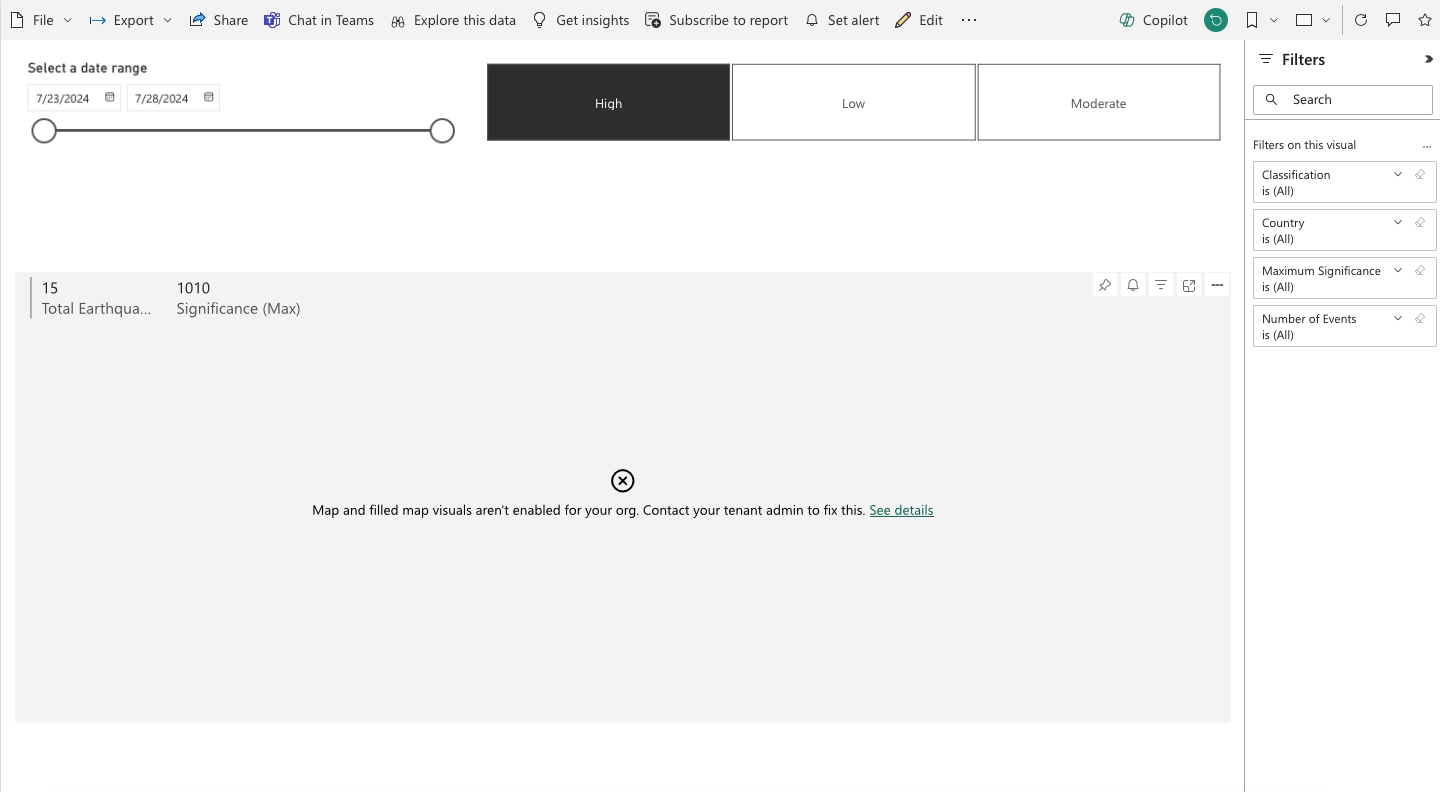 File Export Share Chat in Teams Explore this data Get insights Subscribe to report Set alert Edit ... Copilot
Select a date range
7/23/2024 7/28/2024
High Low Moderate
15 1010
Total Earthqua... Significance (Max)
Map and filled map visuals aren't enabled for your org. Contact your tenant admin to fix this. See details
Filters
Search
Filters on this visual ...
Classification
is (All)
Country
is (All)
Maximum Significance
is (All)
Number of Events
is (All)